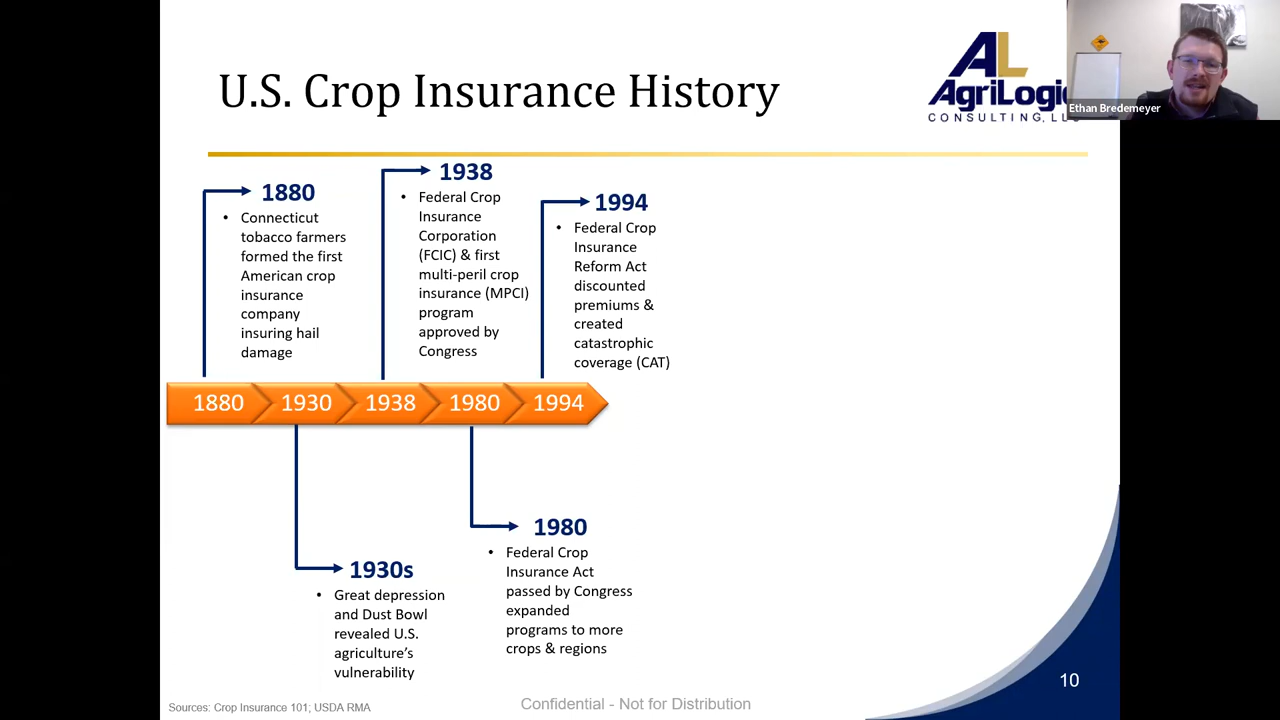 U.S. Crop Insurance History
AL
AgriLogic
CONSULTING, LLC
Ethan Bredemeyer
1880
• Connecticut
tobacco farmers
formed the first
American crop
insurance
company
insuring hail
damage
1938
• Federal Crop
Insurance
Corporation
(FCIC) & first
multi-peril crop
insurance (MPCI)
program
approved by
Congress
1994
• Federal Crop
Insurance
Reform Act
discounted
premiums &
created
catastrophic
coverage (CAT)
1880 1930 1938 1980 1994
1930s
• Great depression
and Dust Bowl
revealed U.S.
agriculture's
vulnerability
1980
• Federal Crop
Insurance Act
passed by Congress
expanded
programs to more
crops & regions
10
Sources: Crop Insurance 101; USDA RMA
Confidential - Not for Distribution